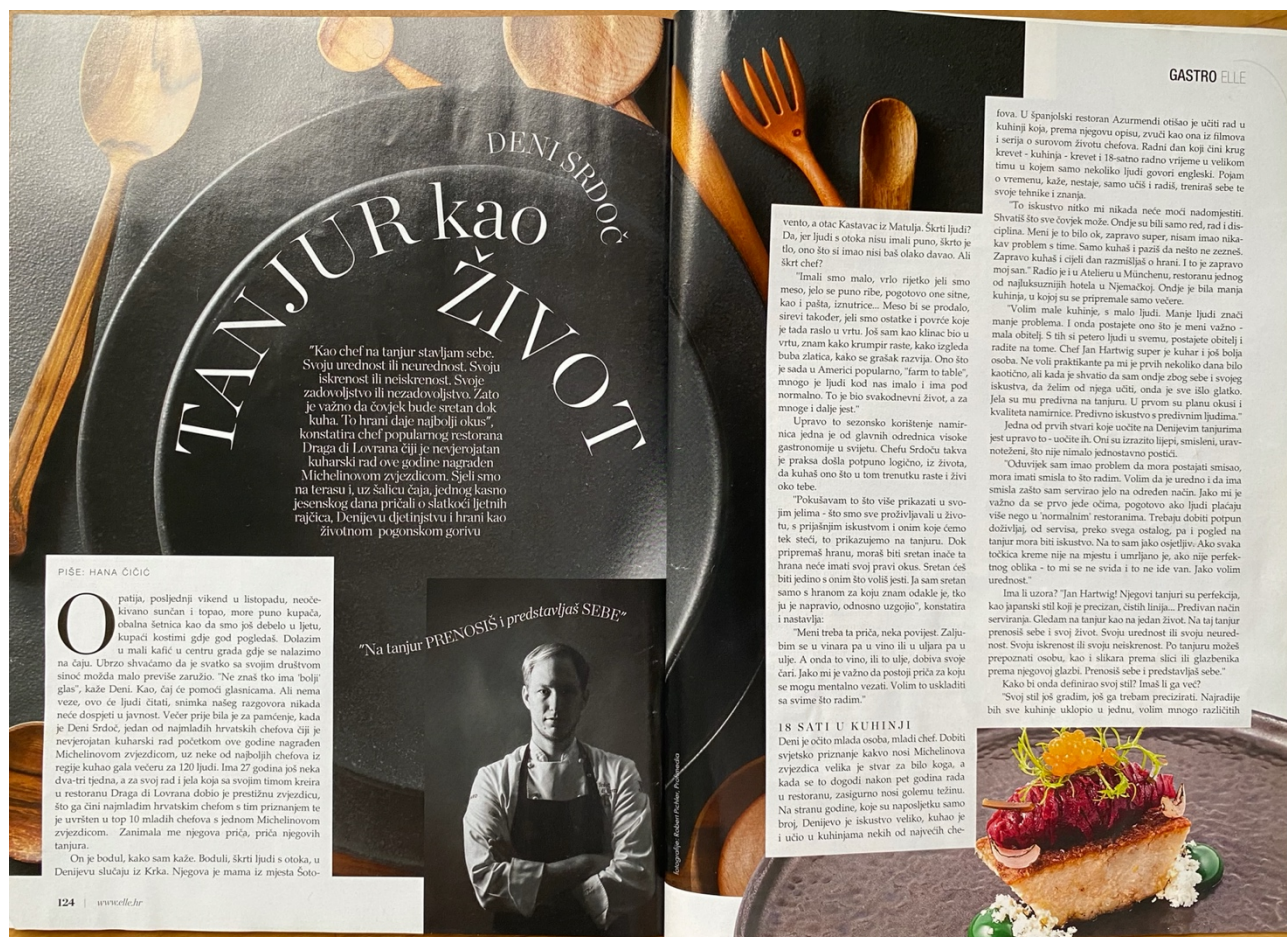 DENI SRDOČ
TANJUR kao
ŽIVOT
"Kao chef na tanjur stavljam sebe.
Svoju urednost ili neurednost. Svoju
iskrenost ili neiskrenost. Svoje
zadovoljstvo ili nezadovoljstvo. Zato
je važno da čovjek bude sretan dok
kuha. To hrani daje najbolji okus",
konstatira chef popularnog restorana
Draga di Lovrana čiji je nevjerojatan
kuharski rad ove godine nagrađen
Michelinovom zvjezdicom. Sjeli smo
na terasu i, uz šalicu čaja, jednog kasno
jesenskog dana pričali o slatkoći ljetnih
rajčica, Denijevu djetinjstvu i hrani kao
životnom pogonskom gorivu
PIŠE: HANA ČIČIĆ
Opatija, posljednji vikend u listopadu, neoče-
kivano sunčan i topao, more puno kupača,
obalna šetnica kao da smo još debelo u ljetu,
kupaći kostimi gdje god pogledaš. Dolazim
u mali kafić u centru grada gdje se nalazimo
na čaju. Ubrzo shvaćamo da je svatko sa svojim društvom
sinoć možda malo previše zaružio. "Ne znaš tko ima 'bolji'
glas", kaže Deni. Kao, čaj će pomoći glasnicama. Ali nema
veze, ovo će ljudi čitati, snimka našeg razgovora nikada
neće dospjeti u javnost. Večer prije bila je za pamćenje, kada
je Deni Srdoč, jedan od najmlađih hrvatskih chefova čiji je
nevjerojatan kuharski rad početkom ove godine nagrađen
Michelinovom zvjezdicom, uz neke od najboljih chefova iz
regije kuhao gala večeru za 120 ljudi. Ima 27 godina još neka
dva-tri tjedna, a za svoj rad i jela koja sa svojim timom kreira
u restoranu Draga di Lovrana dobio je prestižnu zvjezdicu,
što ga čini najmlađim hrvatskim chefom s tim priznanjem te
je uvršten u top 10 mladih chefova s jednom Michelinovom
zvjezdicom. Zanimala me njegova priča, priča njegovih
tanjura.
On je bodul, kako sam kaže. Boduli, škrti ljudi s otoka, u
Denijevu slučaju iz Krka. Njegova je mama iz mjesta Šoto-
124 | www.elle.hr
"Na tanjur PRENOSIŠ i predstavljaš SEBE"
fotografije: Robert Pichler, Promedia
vento, a otac Kastavac iz Matulja. Škrti ljudi?
Da, jer ljudi s otoka nisu imali puno, škrto je
tlo, ono što si imao nisi baš olako davao. Ali
škrt chef?
"Imali smo malo, vrlo rijetko jeli smo
meso, jelo se puno ribe, pogotovo one sitne,
kao i pašta, iznutrice... Meso bi se prodalo,
sirevi također, jeli smo ostatke i povrće koje
je tada raslo u vrtu. Još sam kao klinac bio u
vrtu, znam kako krumpir raste, kako izgleda
buba zlatica, kako se grašak razvija. Ono što
je sada u Americi popularno, "farm to table",
mnogo je ljudi kod nas imalo i ima pod
normalno. To je bio svakodnevni život, a za
mnoge i dalje jest."
Upravo to sezonsko korištenje namir-
nica jedna je od glavnih odrednica visoke
gastronomije u svijetu. Chefu Srdoču takva
je praksa došla potpuno logično, iz života,
da kuhaš ono što u tom trenutku raste i živi
oko tebe.
"Pokušavam to što više prikazati u svo-
jim jelima - što smo sve proživljavali u živo-
tu, s prijašnjim iskustvom i onim koje ćemo
tek steći, to prikazujemo na tanjuru. Dok
pripremaš hranu, moraš biti sretan inače ta
hrana neće imati svoj pravi okus. Sretan ćeš
biti jedino s onim što voliš jesti. Ja sam sretan
samo s hranom za koju znam odakle je, tko
ju je napravio, odnosno uzgojio", konstatira
i nastavlja:
"Meni treba ta priča, neka povijest. Zalju-
bim se u vinara pa u vino ili u uljara pa u
ulje. A onda to vino, ili to ulje, dobiva svoje
čari. Jako mi je važno da postoji priča za koju
se mogu mentalno vezati. Volim to uskladiti
sa svime što radim."
18 SATI U KUHINJI
Deni je očito mlada osoba, mladi chef. Dobiti
svjetsko priznanje kakvo nosi Michelinova
zvjezdica velika je stvar za bilo koga, a
kada se to dogodi nakon pet godina rada
u restoranu, zasigurno nosi golemu težinu.
Na stranu godine, koje su naposljetku samo
broj, Denijevo je iskustvo veliko, kuhao je
i učio u kuhinjama nekih od najvećih che-
GASTRO ELLE
fova. U španjolski restoran Azurmendi otišao je učiti rad u
kuhinji koja, prema njegovu opisu, zvuči kao ona iz filmova
i serija o surovom životu chefova. Radni dan koji čini krug
krevet - kuhinja - krevet i 18-satno radno vrijeme u velikom
timu u kojem samo nekoliko ljudi govori engleski. Pojam
o vremenu, kaže, nestaje, samo učiš i radiš, treniraš sebe te
svoje tehnike i znanja.
"To iskustvo nitko mi nikada neće moći nadomjestiti.
Shvatiš što sve čovjek može. Ondje su bili samo red, rad i dis-
ciplina. Meni je to bilo ok, zapravo super, nisam imao nika-
kav problem s time. Samo kuhaš i paziš da nešto ne zezneš.
Zapravo kuhaš i cijeli dan razmišljaš o hrani. I to je zapravo
moj san." Radio je i u Atelieru u Münchenu, restoranu jednog
od najluksuznijih hotela u Njemačkoj. Ondje je bila manja
kuhinja, u kojoj su se pripremale samo večere.
"Volim male kuhinje, s malo ljudi. Manje ljudi znači
manje problema. I onda postajete ono što je meni važno -
mala obitelj. S tih si petero ljudi u svemu, postajete obitelj i
radite na tome. Chef Jan Hartwig super je kuhar i još bolja
osoba. Ne voli praktikante pa mi je prvih nekoliko dana bilo
kaotično, ali kada je shvatio da sam ondje zbog sebe i svojeg
iskustva, da želim od njega učiti, onda je sve išlo glatko.
Jela su mu predivna na tanjuru. U prvom su planu okusi i
kvaliteta namirnice. Predivno iskustvo s predivnim ljudima."
Jedna od prvih stvari koje uočite na Denijevim tanjurima
jest upravo to - uočite ih. Oni su izrazito lijepi, smisleni, urav-
noteženi, što nije nimalo jednostavno postići.
"Oduvijek sam imao problem da mora postajati smisao,
mora imati smisla to što radim. Volim da je uredno i da ima
smisla zašto sam servirao jelo na određen način. Jako mi je
važno da se prvo jede očima, pogotovo ako ljudi plaćaju
više nego u 'normalnim' restoranima. Trebaju dobiti potpun
doživljaj, od servisa, preko svega ostalog, pa i pogled na
tanjur mora biti iskustvo. Na to sam jako osjetljiv. Ako svaka
točkica kreme nije na mjestu i umrljano je, ako nije perfek-
tnog oblika - to mi se ne sviđa i to ne ide van. Jako volim
urednost."
Ima li uzora? "Jan Hartwig! Njegovi tanjuri su perfekcija,
kao japanski stil koji je precizan, čistih linija... Predivan način
serviranja. Gledam na tanjur kao na jedan život. Na taj tanjur
prenosiš sebe i svoj život. Svoju urednost ili svoju neured-
nost. Svoju iskrenost ili svoju neiskrenost. Po tanjuru možeš
prepoznati osobu, kao i slikara prema slici ili glazbenika
prema njegovoj glazbi. Prenosiš sebe i predstavljaš sebe."
Kako bi onda definirao svoj stil? Imaš li ga već?
"Svoj stil još gradim, još ga trebam precizirati. Najradije
bih sve kuhinje uklopio u jednu, volim mnogo različitih